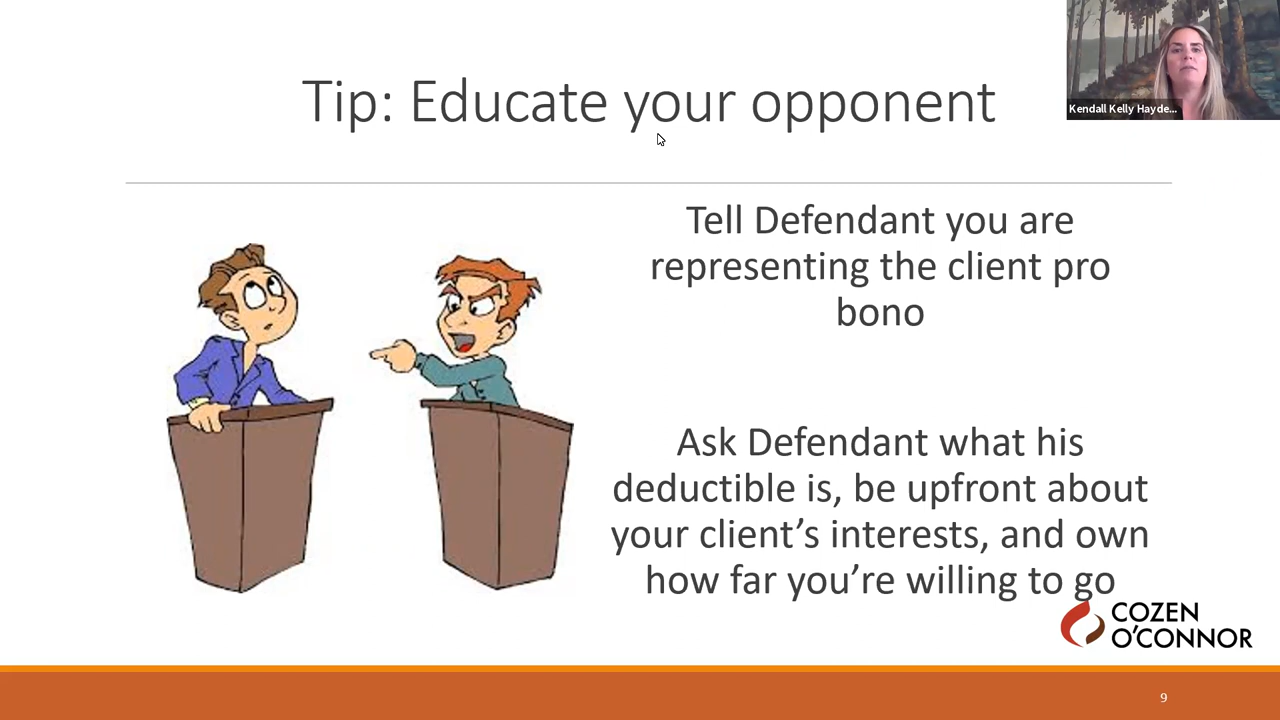 Kendall Kelly Hayde...
Tip: Educate your opponent
Tell Defendant you are
representing the client pro
bono
Ask Defendant what his
deductible is, be upfront about
your client’s interests, and own
how far you’re willing to go
COZEN
O’CONNOR
9